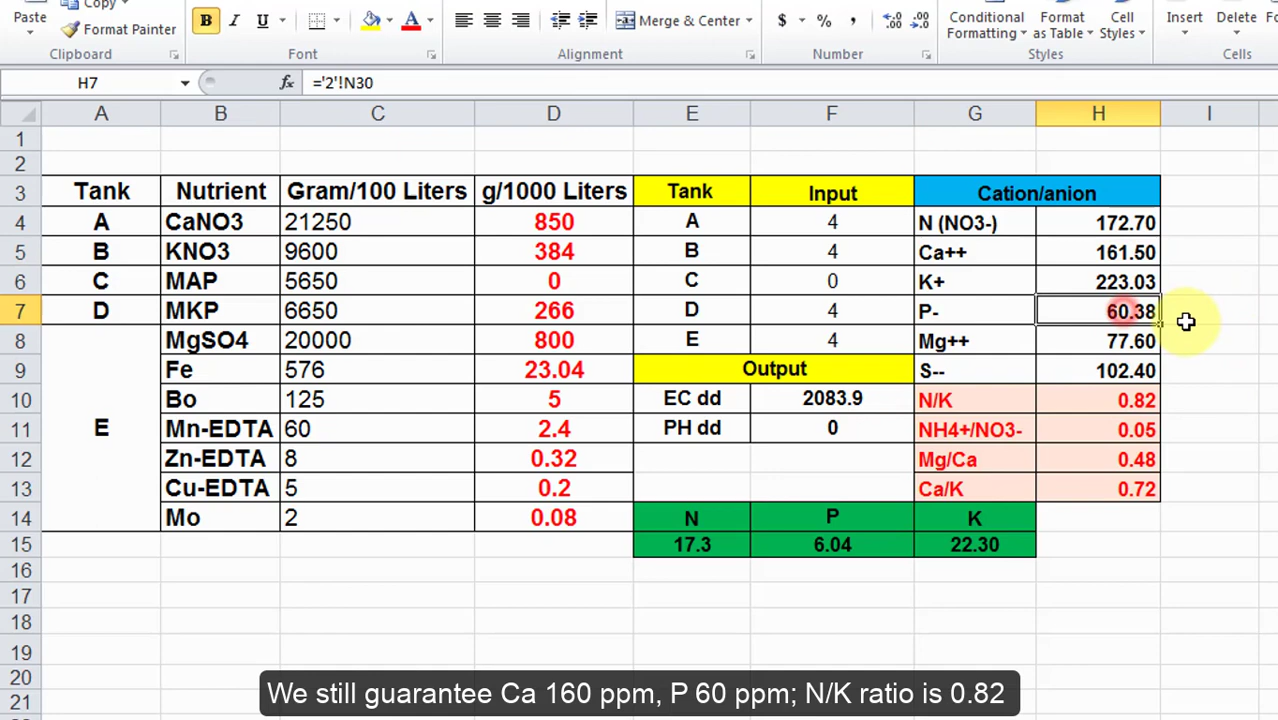 Paste Copy Format Painter B I U A Merge & Center $ % , Conditional Formatting Format as Table Cell Styles Insert Delete
Clipboard Font Alignment Number Styles Cells
H7 fx ='2'!N30
A B C D E F G H I
1
2
3 Tank Nutrient Gram/100 Liters g/1000 Liters Tank Input Cation/anion
4 A CaNO3 21250 850 A 4 N (NO3-) 172.70
5 B KNO3 9600 384 B 4 Ca++ 161.50
6 C MAP 5650 0 C 0 K+ 223.03
7 D MKP 6650 266 D 4 P- 60.38
8 MgSO4 20000 800 E 4 Mg++ 77.60
9 Fe 576 23.04 Output S-- 102.40
10 Bo 125 5 EC dd 2083.9 N/K 0.82
11 E Mn-EDTA 60 2.4 PH dd 0 NH4+/NO3- 0.05
12 Zn-EDTA 8 0.32 Mg/Ca 0.48
13 Cu-EDTA 5 0.2 Ca/K 0.72
14 Mo 2 0.08 N P K
15 17.3 6.04 22.30
16
17
18
19
20
21
We still guarantee Ca 160 ppm, P 60 ppm; N/K ratio is 0.82